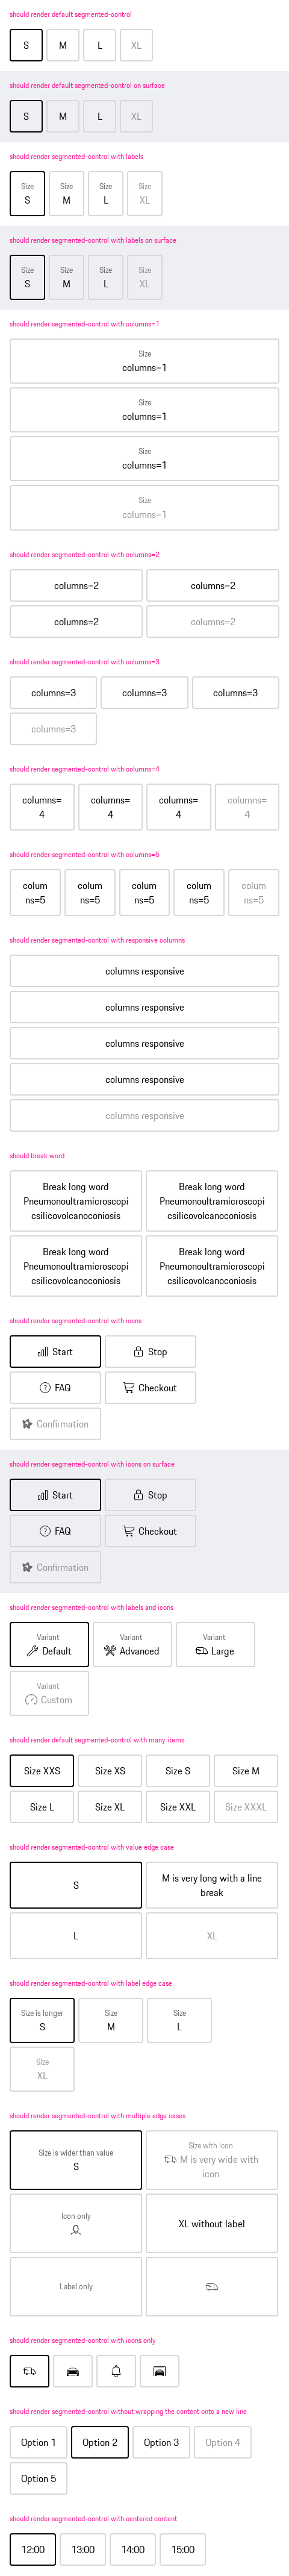 should render default segmented-control
S M L XL
should render default segmented-control on surface
S M L XL
should render segmented-control with labels
Size Size Size Size
S M L XL
should render segmented-control with labels on surface
Size Size Size Size
S M L XL
should render segmented-control with columns=1
Size
columns=1
Size
columns=1
Size
columns=1
Size
columns=1
should render segmented-control with columns=2
columns=2 columns=2
columns=2 columns=2
should render segmented-control with columns=3
columns=3 columns=3 columns=3
columns=3
should render segmented-control with columns=4
columns= columns= columns= columns=
4 4 4 4
should render segmented-control with columns=5
colum colum colum colum colum
ns=5 ns=5 ns=5 ns=5 ns=5
should render segmented-control with responsive columns
columns responsive
columns responsive
columns responsive
columns responsive
columns responsive
should break word
Break long word Break long word
Pneumonoultramicroscopi Pneumonoultramicroscopi
csilicovolcanoconiosis csilicovolcanoconiosis
Break long word Break long word
Pneumonoultramicroscopi Pneumonoultramicroscopi
csilicovolcanoconiosis csilicovolcanoconiosis
should render segmented-control with icons
Start Stop
FAQ Checkout
Confirmation
should render segmented-control with icons on surface
Start Stop
FAQ Checkout
Confirmation
should render segmented-control with labels and icons
Variant Variant Variant
Default Advanced Large
Variant
Custom
should render default segmented-control with many items
Size XXS Size XS Size S Size M
Size L Size XL Size XXL Size XXXL
should render segmented-control with value edge case
S M is very long with a line
break
L XL
should render segmented-control with label edge case
Size is longer Size Size
S M L
Size
XL
should render segmented-control with multiple edge cases
Size is wider than value Size with icon
S M is very wide with
icon
Icon only
XL without label
Label only
should render segmented-control with icons only
should render segmented-control without wrapping the content onto a new line
Option 1 Option 2 Option 3 Option 4
Option 5
should render segmented-control with centered content
12:00 13:00 14:00 15:00